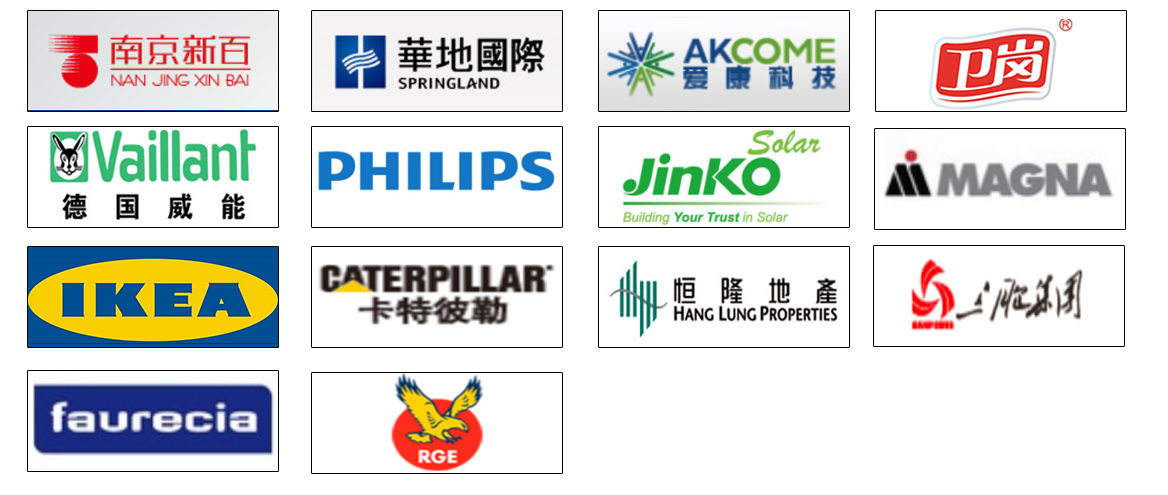 南京新百
NAN JING XIN BAI
華地國際
SPRINGLAND
AKCOME
爱康科技
卫岗
®
Vaillant
德国威能
PHILIPS
Solar
JinKO
Building Your Trust in Solar
MAGNA
IKEA
CATERPILLAR
卡特彼勒
恒隆地產
HANG LUNG PROPERTIES
集团
faurecia
RGE